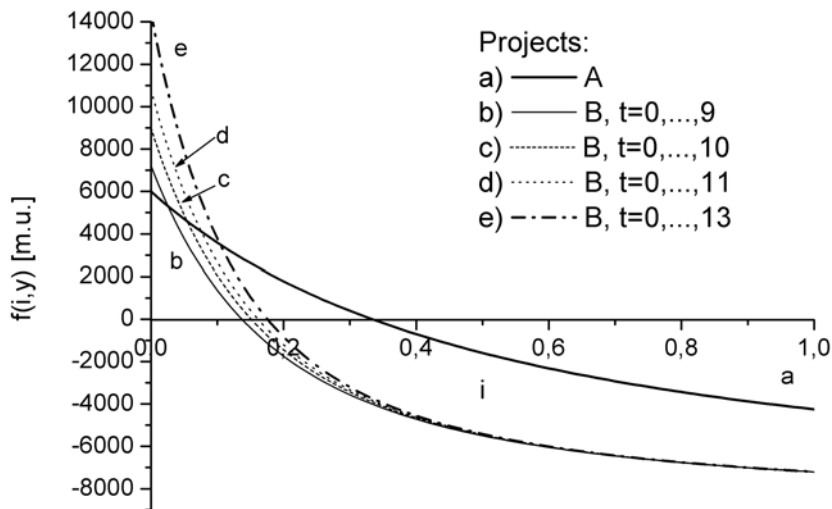 14000
12000
10000
8000
6000
4000
2000
0
-2000
-4000
-6000
-8000
f(i,y) [m.u.]
0,0
0,2
0,4
0,6
0,8
1,0
i
e
d
c
b
a
Projects:
a) A
b) B, t=0,...,9
c) B, t=0,...,10
d) B, t=0,...,11
e) B, t=0,...,13